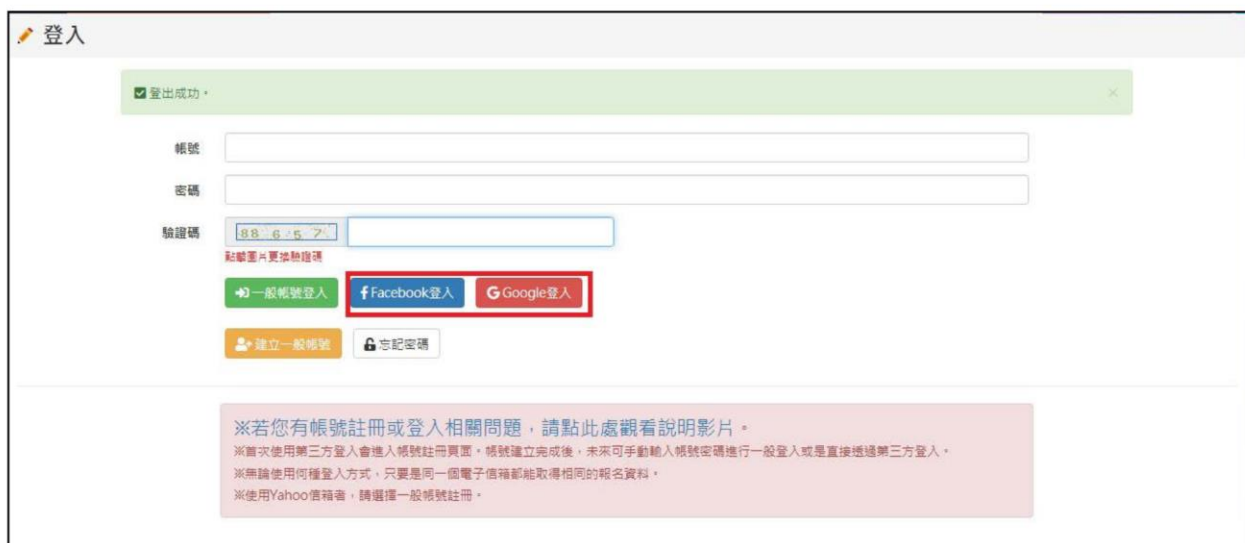 登入
登出成功。
帳號
密碼
驗證碼 88 6 5 7
點擊圖片更換驗證碼
一般帳號登入 Facebook登入 Google登入
建立一般帳號 忘記密碼
※若您有帳號註冊或登入相關問題，請點此處觀看說明影片。
※首次使用第三方登入會進入帳號註冊頁面。帳號建立完成後，未來可手動輸入帳號密碼進行一般登入或是直接透過第三方登入。
※無論使用何種登入方式，只要是同一個電子信箱都能取得相同的報名資料。
※使用Yahoo信箱者，請選擇一般帳號註冊。